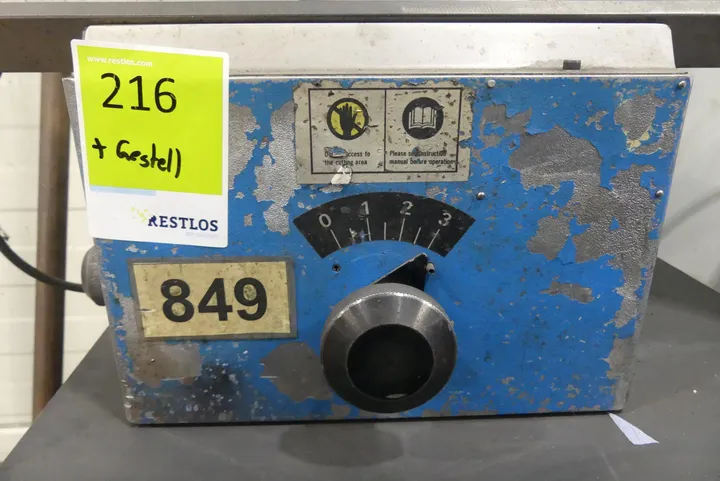 www.restlos.com
216
+ Gestell
RESTLOS
access to
the cutting area
Please see instruction
manual before operation
0 1 2 3
849